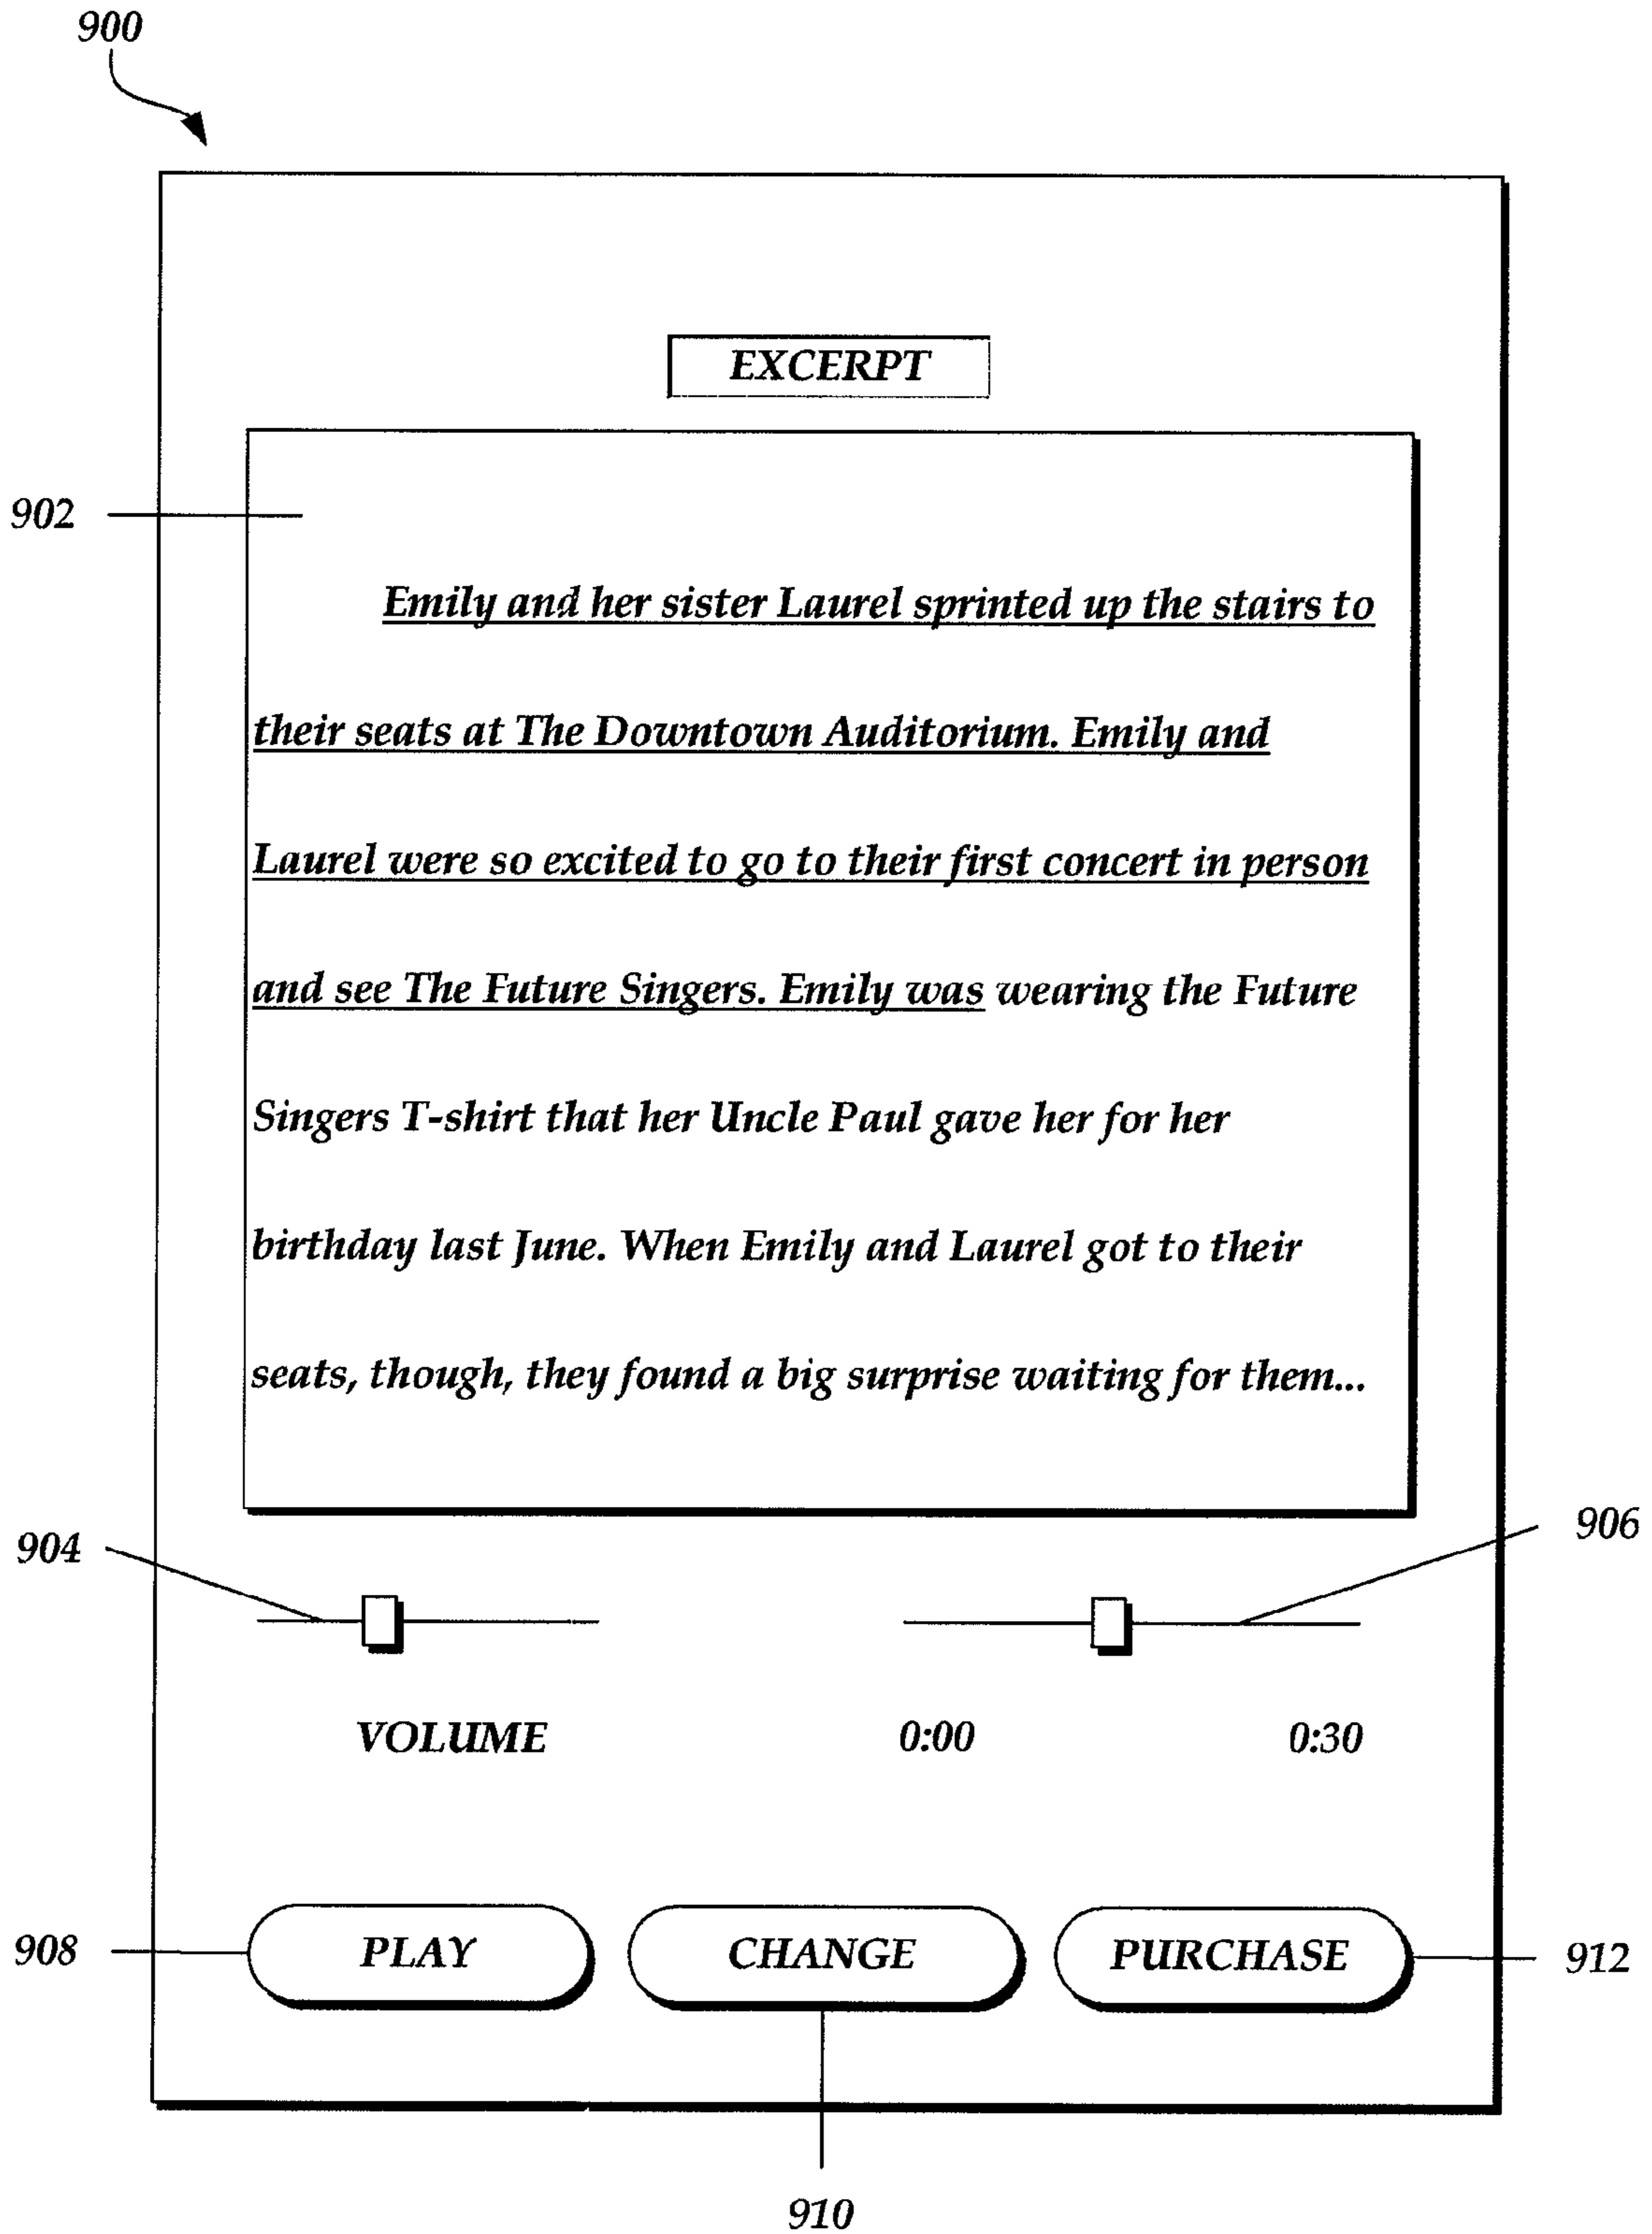 900
EXCERPT
902
Emily and her sister Laurel sprinted up the stairs to
their seats at The Downtown Auditorium. Emily and
Laurel were so excited to go to their first concert in person
and see The Future Singers. Emily was wearing the Future
Singers T-shirt that her Uncle Paul gave her for her
birthday last June. When Emily and Laurel got to their
seats, though, they found a big surprise waiting for them...
904
906
VOLUME
0:00
0:30
908
PLAY
CHANGE
PURCHASE
912
910